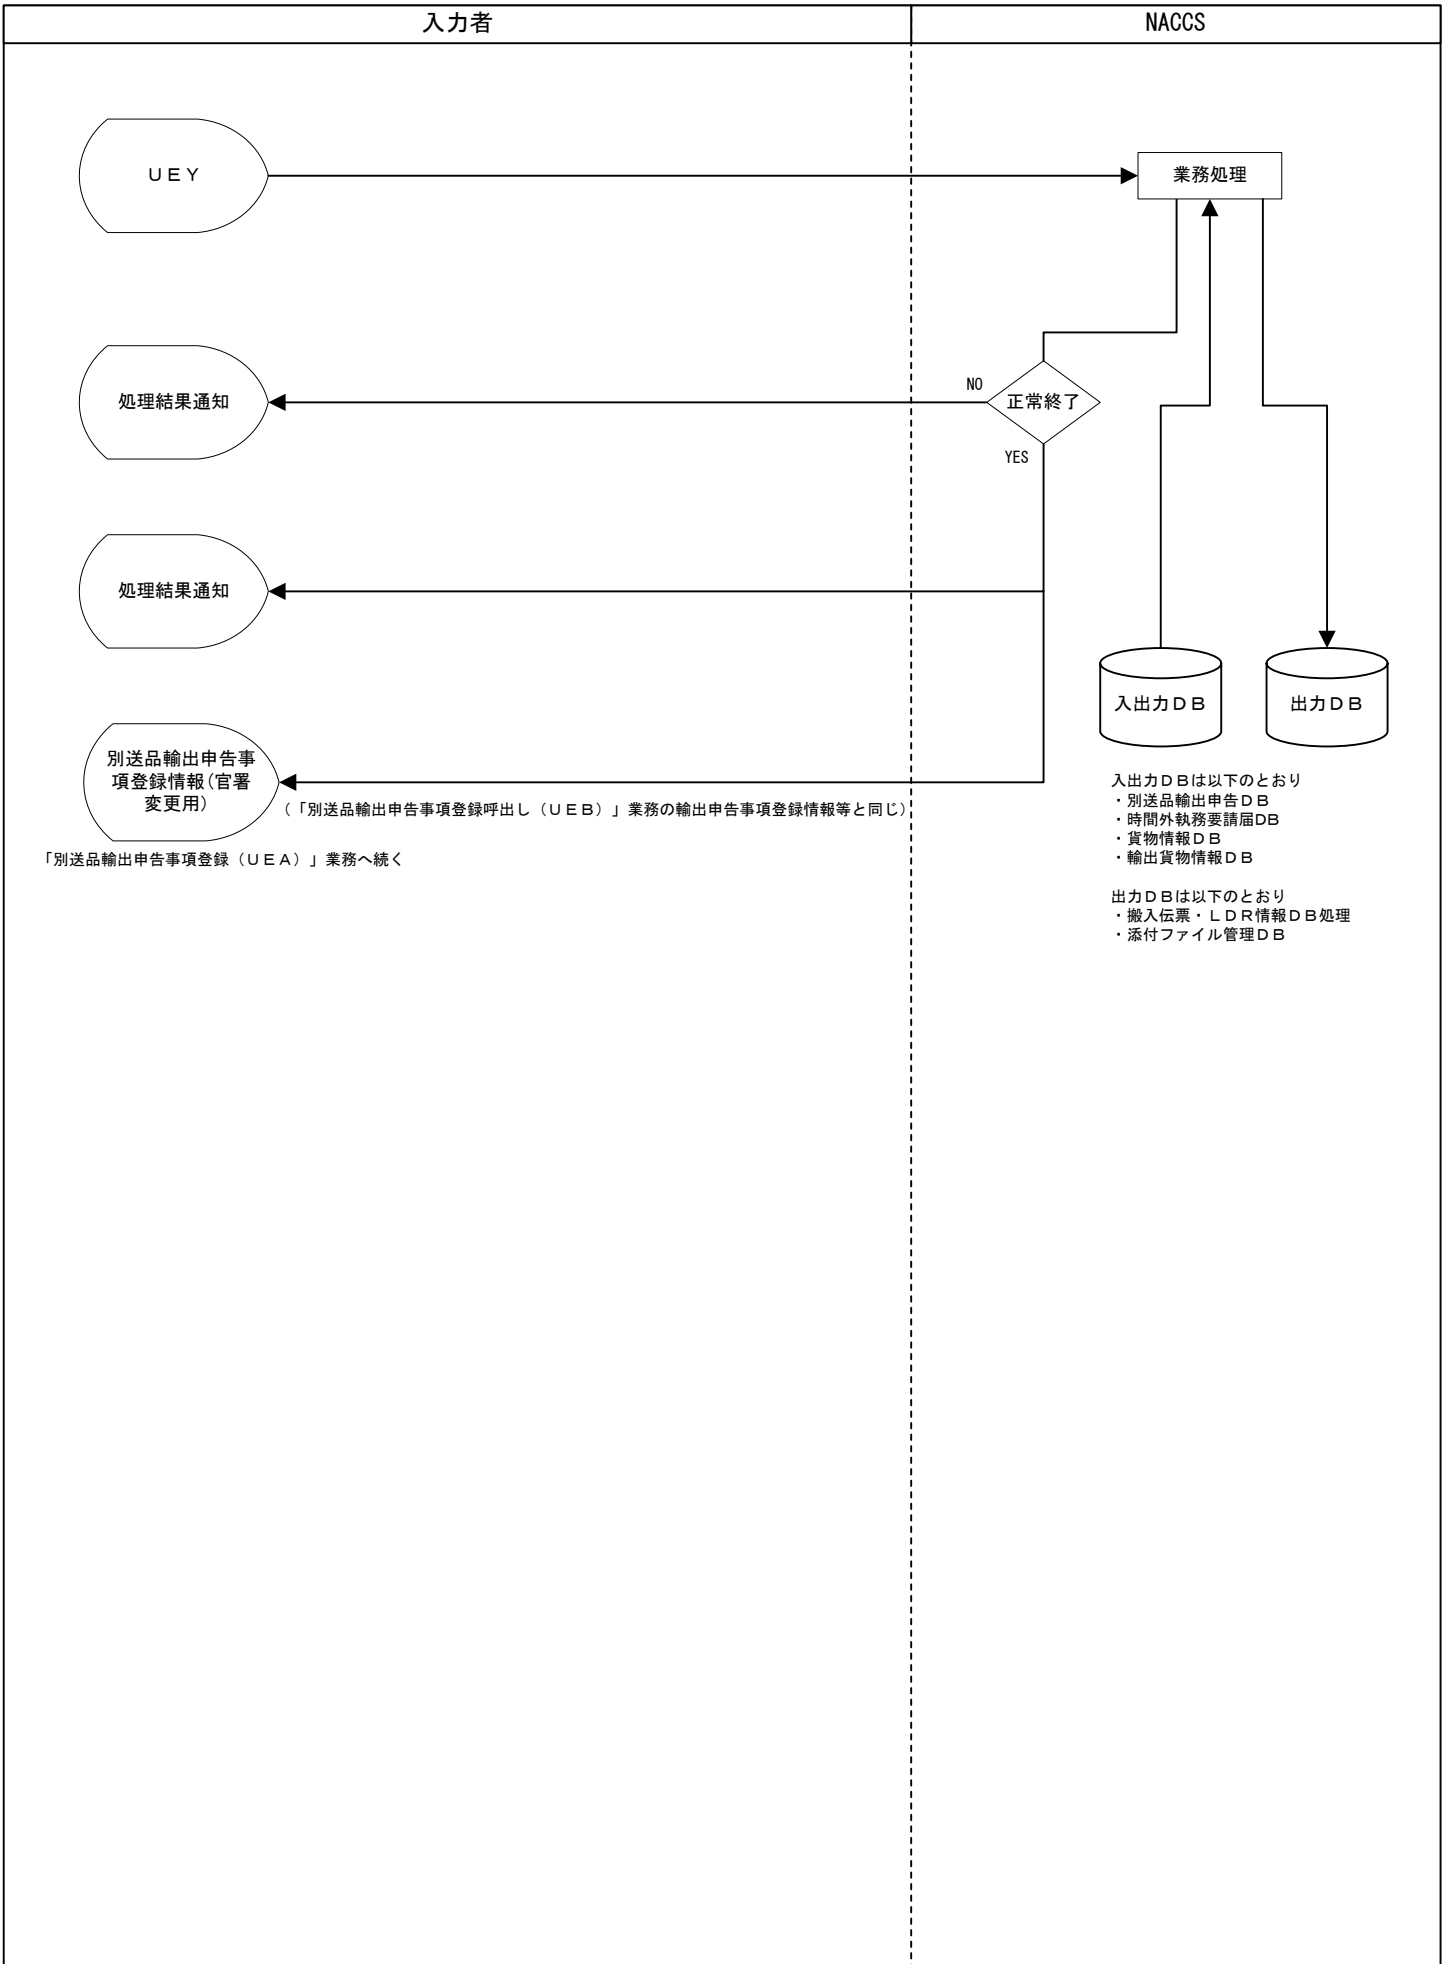 入力者
NACCS
ＵＥＹ
業務処理
処理結果通知
NO
正常終了
YES
処理結果通知
入出力ＤＢ
出力ＤＢ
別送品輸出申告事
項登録情報(官署
変更用)
（「別送品輸出申告事項登録呼出し（ＵＥＢ）」業務の輸出申告事項登録情報等と同じ）
「別送品輸出申告事項登録（ＵＥＡ）」業務へ続く
入出力ＤＢは以下のとおり
・別送品輸出申告ＤＢ
・時間外執務要請届DB
・貨物情報ＤＢ
・輸出貨物情報ＤＢ
出力ＤＢは以下のとおり
・搬入伝票・ＬＤＲ情報ＤＢ処理
・添付ファイル管理ＤＢ